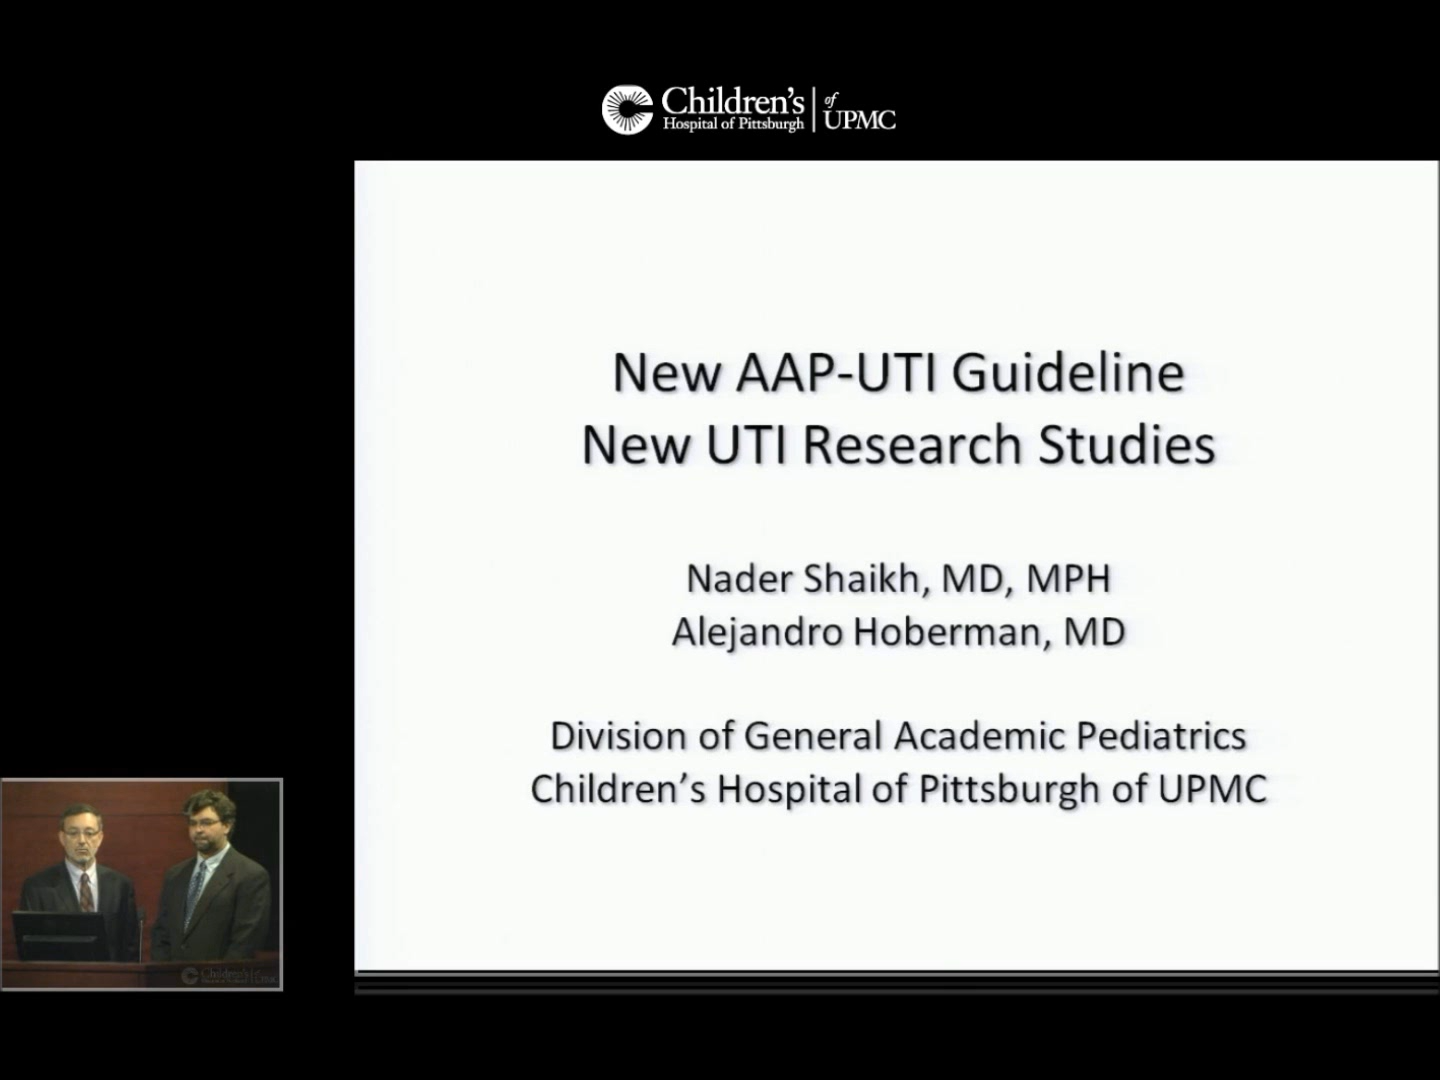 Children's
Hospital of Pittsburgh
of
UPMC
New AAP-UTI Guideline
New UTI Research Studies
Nader Shaikh, MD, MPH
Alejandro Hoberman, MD
Division of General Academic Pediatrics
Children’s Hospital of Pittsburgh of UPMC
Children's